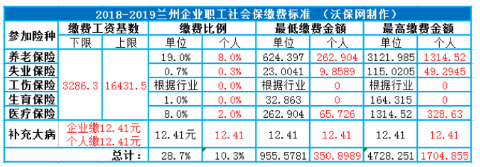 2018-2019兰州企业职工社会保缴费标准 （沃保网制作）
参加险种 缴费工资基数 缴费比例 最低缴费金额 最高缴费金额
下限 上限 单位 个人 单位 个人 单位 个人
养老保险 3286.3 16431.5 19.0% 8.0% 624.397 262.904 3121.985 1314.52
失业保险 0.7% 0.3% 23.0041 9.8589 115.0205 49.2945
工伤保险 根据行业 根据行业 0 根据行业 0
生育保险 1.0% 0.0% 32.863 0 164.315 0
医疗保险 8.0% 2.0% 262.904 65.726 1314.52 328.63
补充大病 企业缴12.41元 12.41元 12.41 12.41元 12.41 12.41元 12.41
个人缴12.41元
总计： 28.7% 10.3% 955.5781 350.8989 4728.251 1704.855